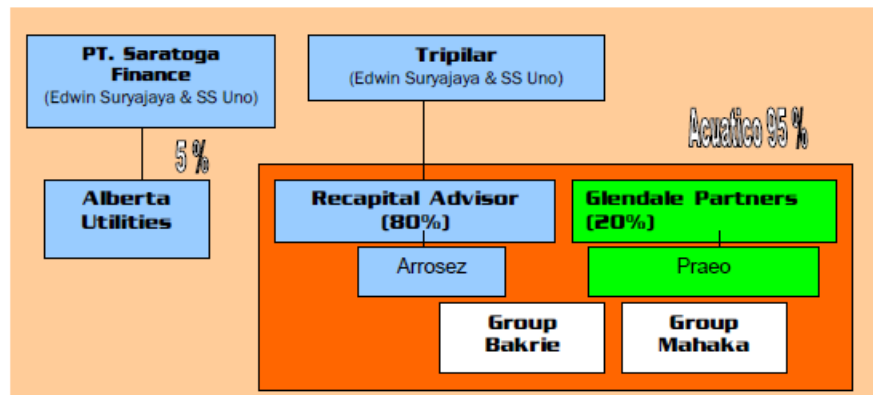 PT. Saratoga
Finance
(Edwin Suryajaya & SS Uno)
Tripilar
(Edwin Suryajaya & SS Uno)
Acuatico 95 %
5 %
Alberta
Utilities
Recapital Advisor
(80%)
Glendale Partners
(20%)
Arrosez
Praeo
Group
Bakrie
Group
Mahaka